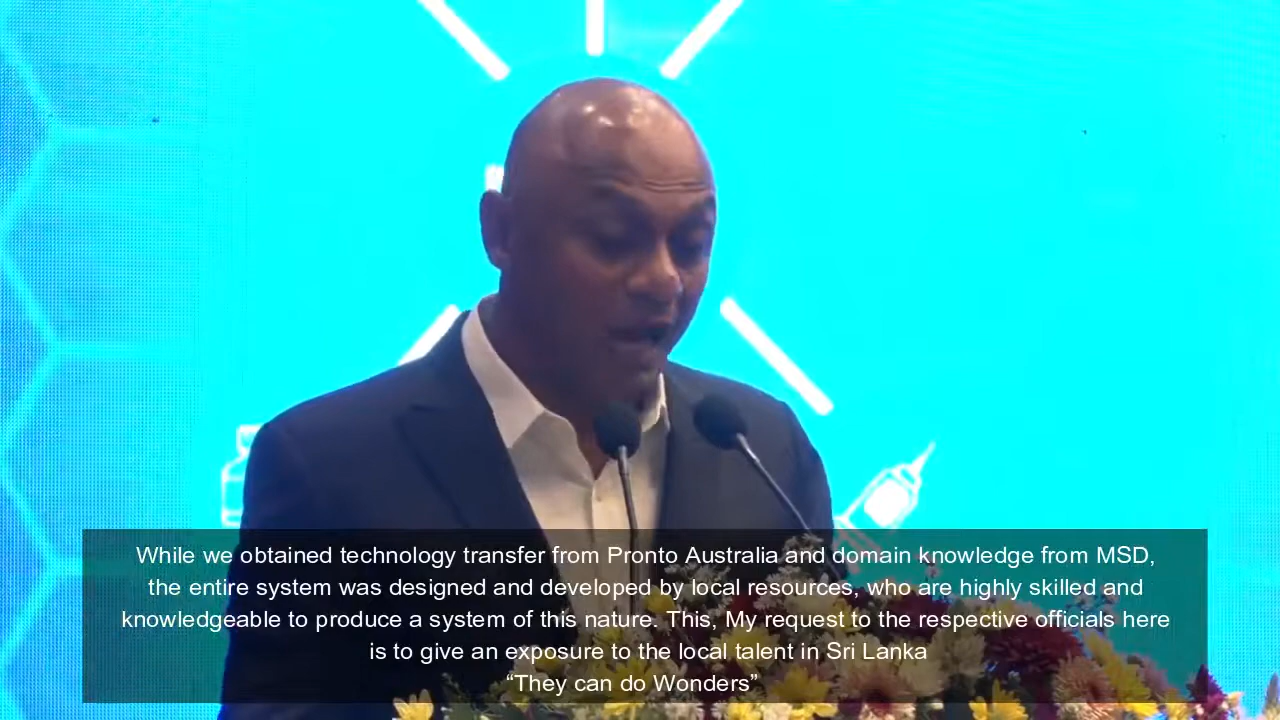 While we obtained technology transfer from Pronto Australia and domain knowledge from MSD,
the entire system was designed and developed by local resources, who are highly skilled and
knowledgeable to produce a system of this nature. This, My request to the respective officials here
is to give an exposure to the local talent in Sri Lanka
“They can do Wonders”